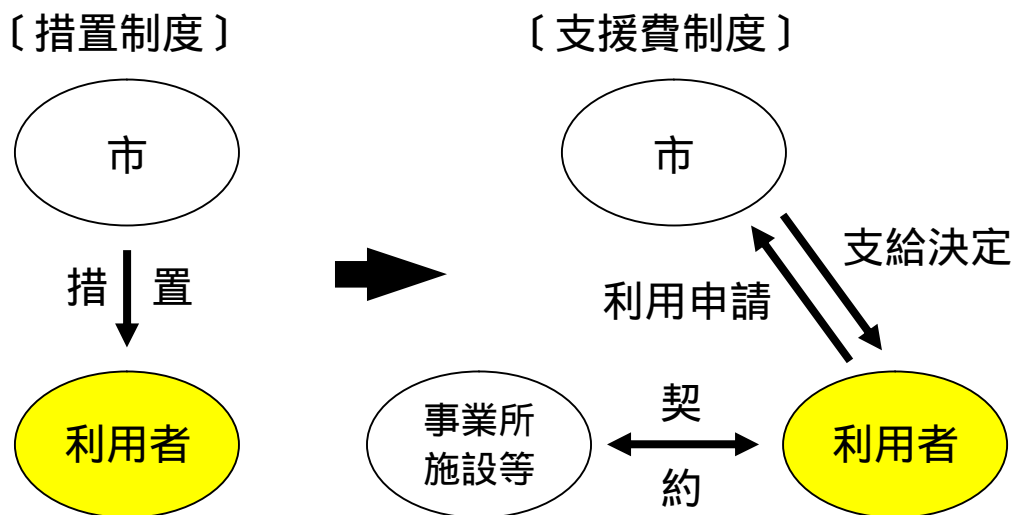 〔措置制度〕
市
措置
利用者
〔支援費制度〕
市
支給決定
利用申請
事業所
施設等
契
約
利用者